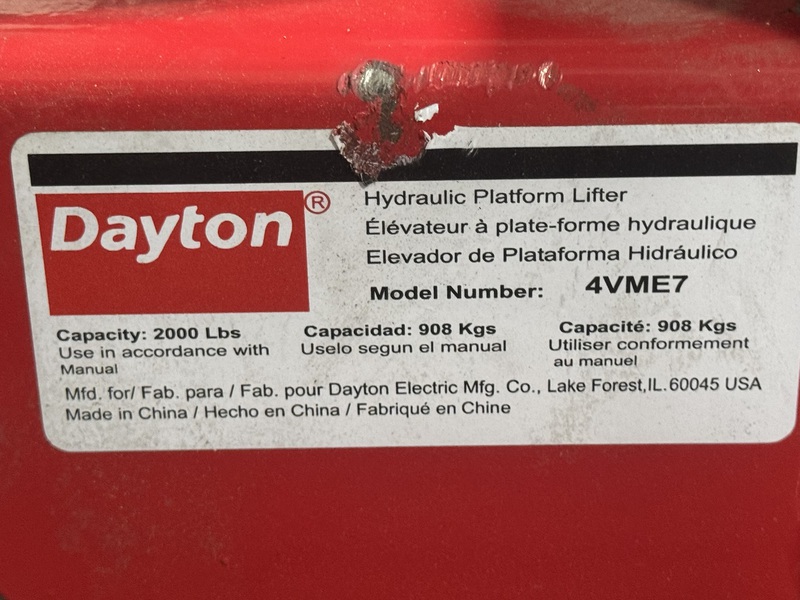 Dayton®
Hydraulic Platform Lifter
Élévateur à plate-forme hydraulique
Elevador de Plataforma Hidráulico
Model Number: 4VME7
Capacity: 2000 Lbs
Use in accordance with
Manual
Capacidad: 908 Kgs
Uselo segun el manual
Capacité: 908 Kgs
Utiliser conformement
au manuel
Mfd. for/ Fab. para / Fab. pour Dayton Electric Mfg. Co., Lake Forest,IL.60045 USA
Made in China / Hecho en China / Fabriqué en Chine